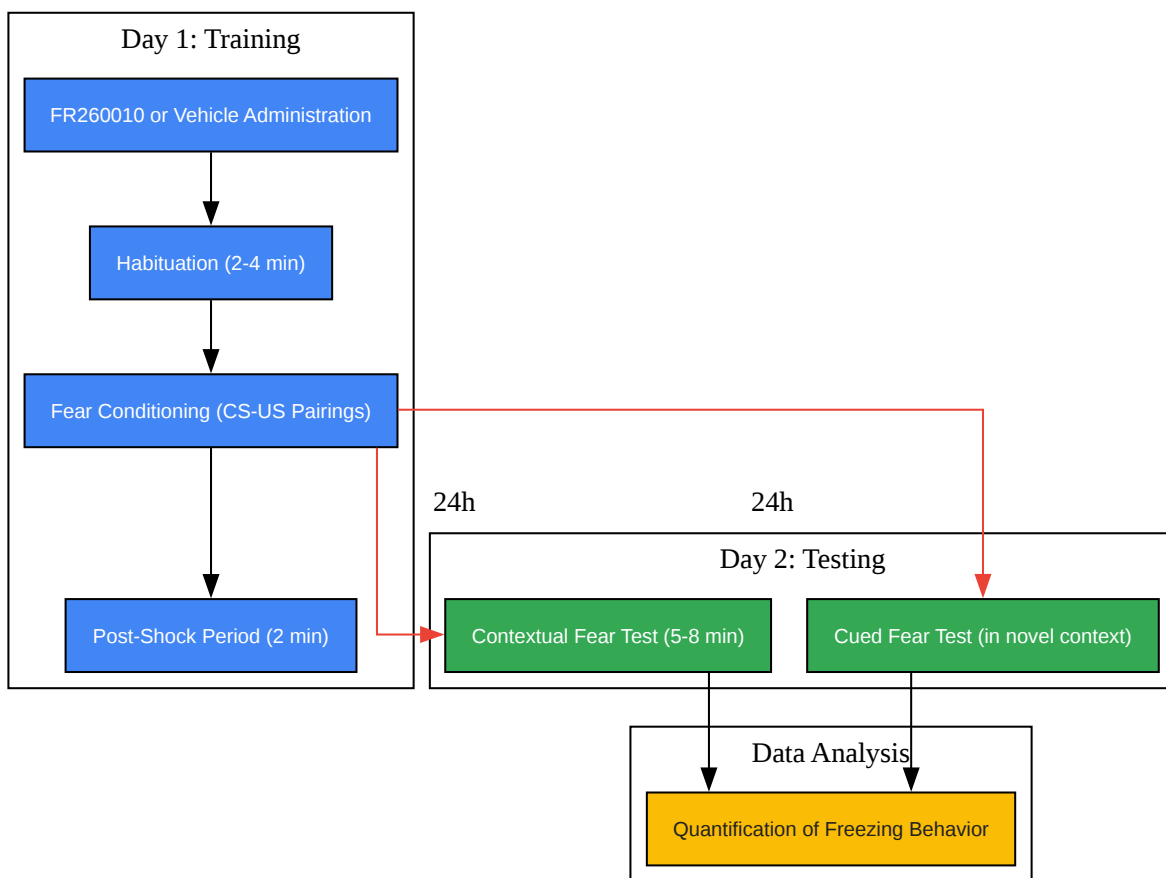 Day 1: Training
FR260010 or Vehicle Administration
Habituation (2-4 min)
Fear Conditioning (CS-US Pairings)
24h
24h
Day 2: Testing
Post-Shock Period (2 min)
Contextual Fear Test (5-8 min)
Cued Fear Test (in novel context)
Data Analysis
Quantification of Freezing Behavior